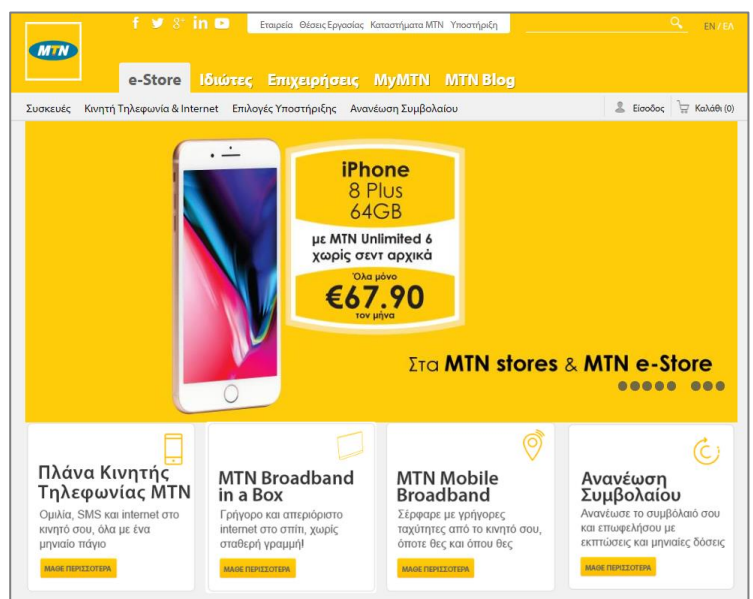 f g+ in
Εταιρεία Θέσεις Εργασίας Καταστήματα MTN Υποστήριξη
EN / ΕΛ
MTN
e-Store Ιδιώτες Επιχειρήσεις MyMTN MTN Blog
Συσκευές Κινητή Τηλεφωνία & Internet Επιλογές Υποστήριξης Ανανέωση Συμβολαίου
Είσοδος Καλάθι (0)
iPhone
8 Plus
64GB
με MTN Unlimited 6
χωρίς σεντ αρχικά
Όλα μόνο
€67.90
τον μήνα
Στα MTN stores & MTN e-Store
Πλάνα Κινητής
Τηλεφωνίας MTN
Ομιλία, SMS και internet στο
κινητό σου, όλα με ένα
μηνιαίο πάγιο
ΜΑΘΕ ΠΕΡΙΣΣΟΤΕΡΑ
MTN Broadband
in a Box
Γρήγορο και απεριόριστο
internet στο σπίτι, χωρίς
σταθερή γραμμή!
ΜΑΘΕ ΠΕΡΙΣΣΟΤΕΡΑ
MTN Mobile
Broadband
Σέρφαρε με γρήγορες
ταχύτητες από το κινητό σου,
όποτε θες και όπου θες
ΜΑΘΕ ΠΕΡΙΣΣΟΤΕΡΑ
Ανανέωση
Συμβολαίου
Ανανέωσε το συμβόλαιό σου
και επωφελήσου με
εκπτώσεις και μηνιαίες δόσεις
ΜΑΘΕ ΠΕΡΙΣΣΟΤΕΡΑ